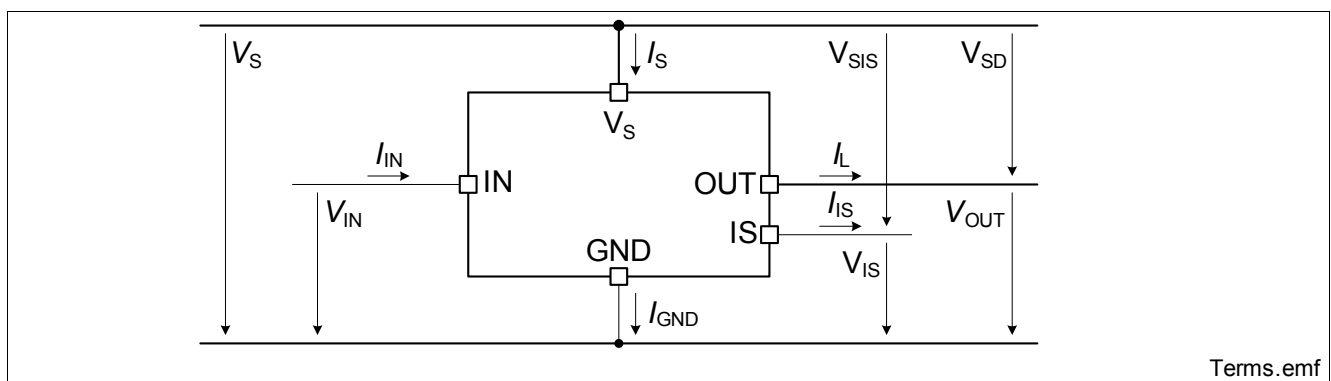 V_S
I_S
V_SIS
V_SD
V_S
I_IN
IN
OUT
I_L
V_IN
I_IS
V_OUT
IS
GND
V_IS
I_GND
Terms.emf